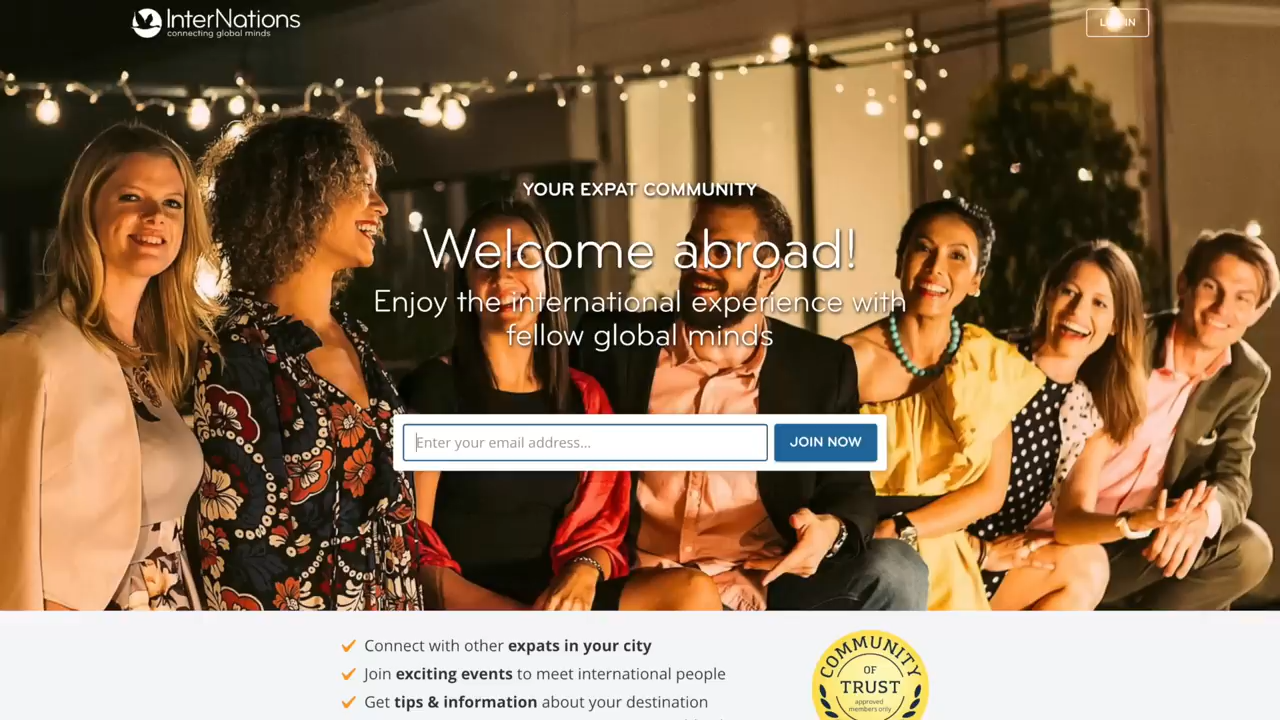 InterNations
connecting global minds
LOG IN
YOUR EXPAT COMMUNITY
Welcome abroad!
Enjoy the international experience with
fellow global minds
Enter your email address...
JOIN NOW
Connect with other expats in your city
Join exciting events to meet international people
Get tips & information about your destination
COMMUNITY
OF
TRUST
approved
members only